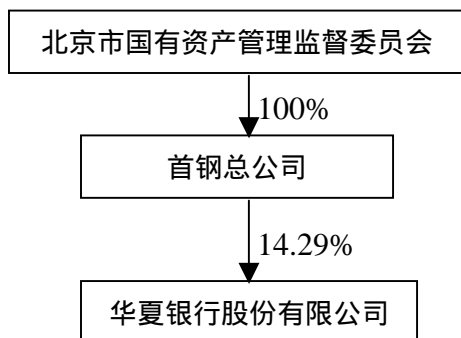 北京市国有资产管理监督委员会
100%
首钢总公司
14.29%
华夏银行股份有限公司